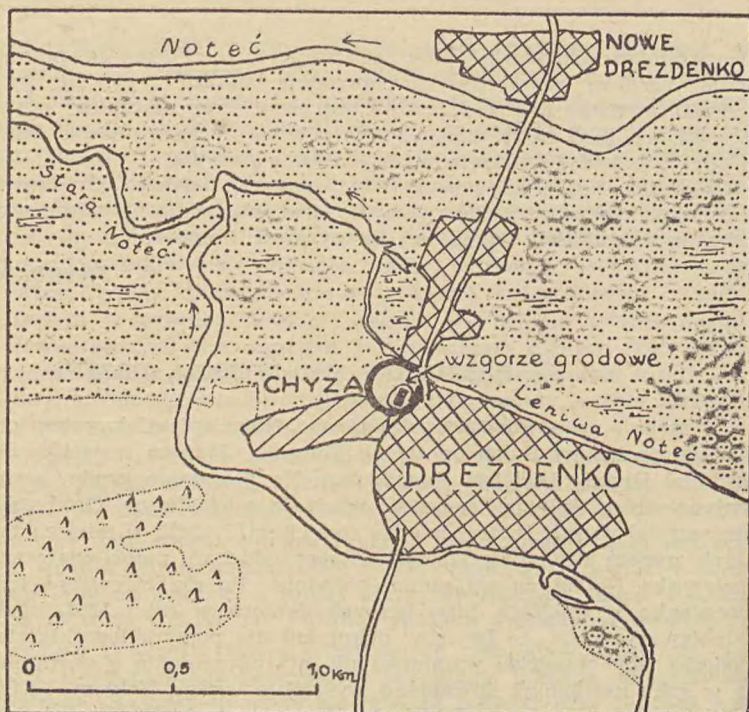 Noteć
NOWE
DREZDENKO
Stara
Noteć
wzgórze grodowe
CHYZA
Leniwa Noteć
DREZDENKO
0 0,5 1,0 Km